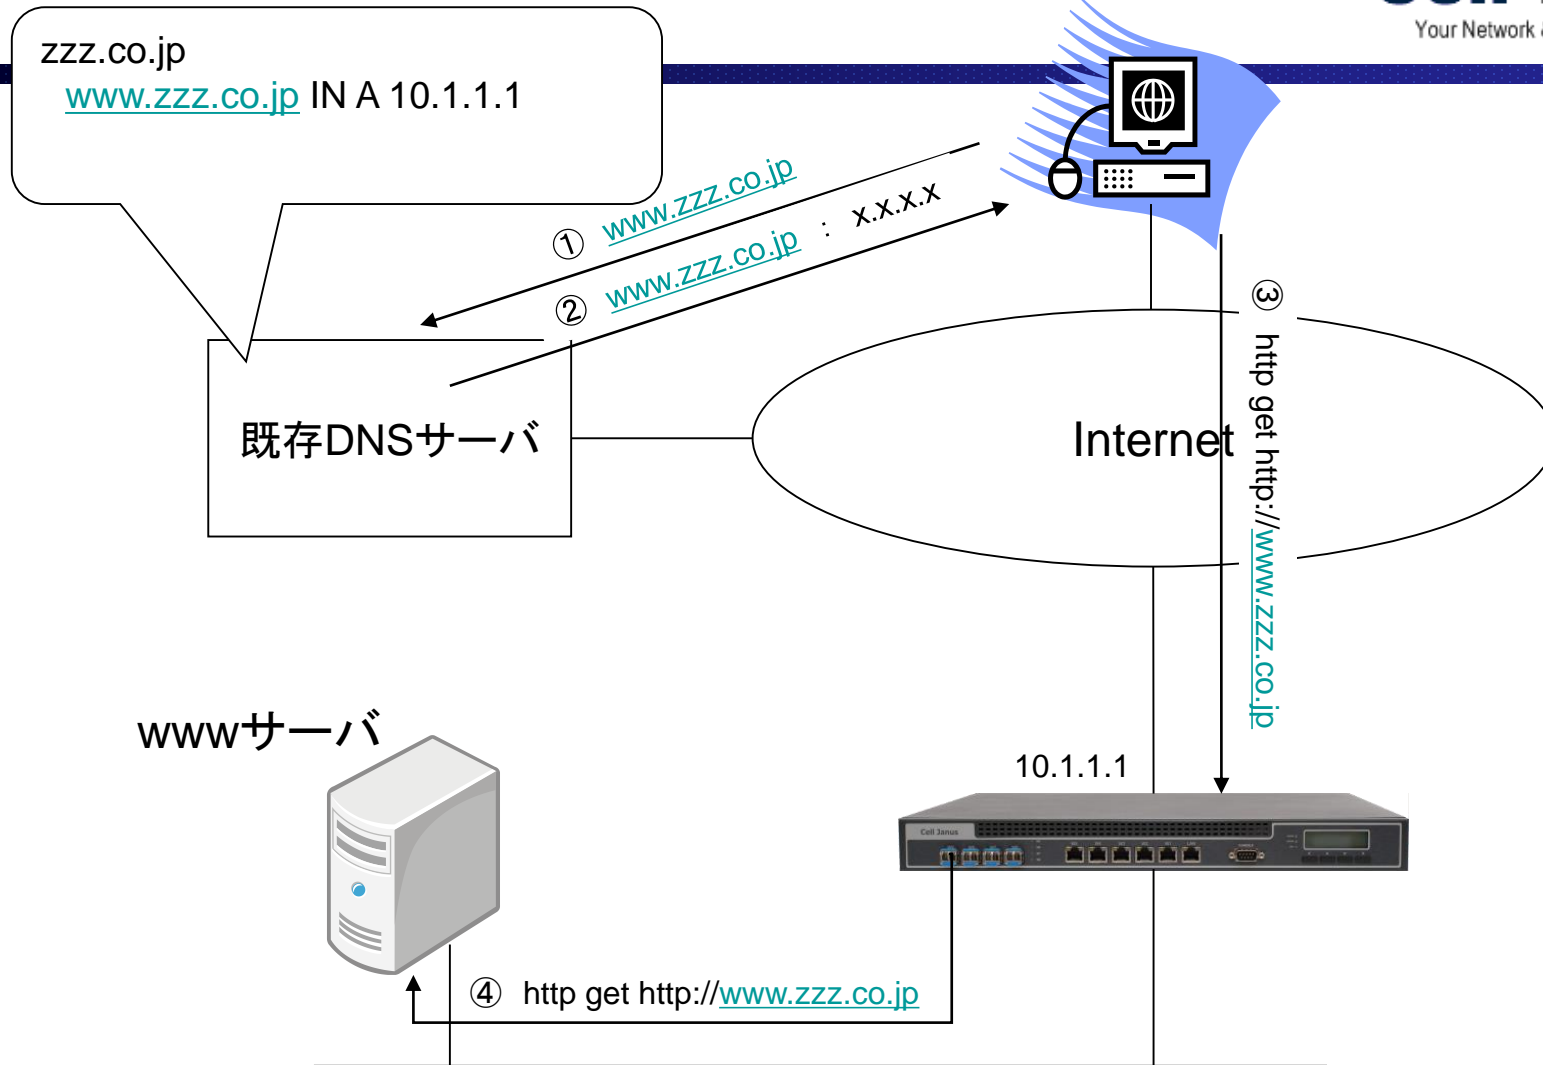 Your Network &
zzz.co.jp
www.zzz.co.jp IN A 10.1.1.1
① www.zzz.co.jp
② www.zzz.co.jp : x.x.x.x
③ http get http://www.zzz.co.jp
既存DNSサーバ
Internet
wwwサーバ
10.1.1.1
Cell Janus
④ http get http://www.zzz.co.jp